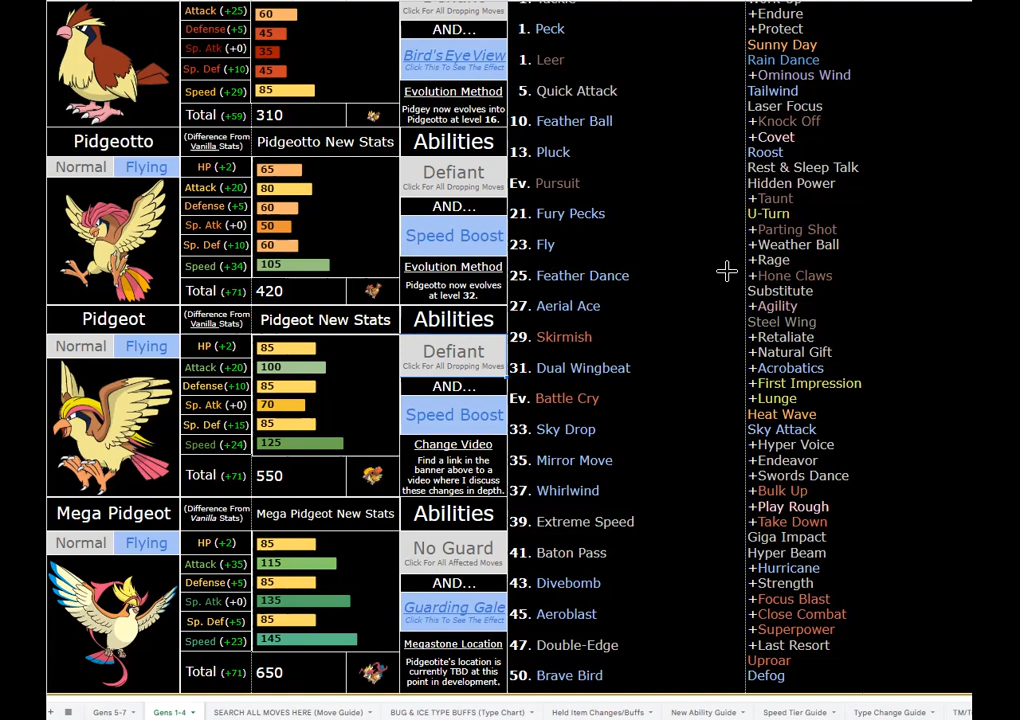 Attack (+25)
60
Defense (+5)
45
Sp. Atk (+0)
35
Sp. Def (+10)
45
Speed (+29)
85
Total (+59)
310
Click For All Dropping Moves
AND...
Bird's Eye View
Click This To See The Effect
Evolution Method
Pidgey now evolves into
Pidgeotto at level 16.
Pidgeotto
Normal
Flying
(Difference From
Vanilla Stats)
Pidgeotto New Stats
HP (+2)
65
Attack (+20)
80
Defense (+5)
60
Sp. Atk (+0)
50
Sp. Def (+10)
60
Speed (+34)
105
Total (+71)
420
Abilities
Defiant
Click For All Dropping Moves
AND...
Speed Boost
Evolution Method
Pidgeotto now evolves
at level 32.
Pidgeot
Normal
Flying
(Difference From
Vanilla Stats)
Pidgeot New Stats
HP (+2)
85
Attack (+20)
100
Defense (+10)
85
Sp. Atk (+0)
70
Sp. Def (+15)
85
Speed (+24)
125
Total (+71)
550
Abilities
Defiant
Click For All Dropping Moves
AND...
Speed Boost
Change Video
Find a link in the
banner above to a
video where I discuss
these changes in depth.
Mega Pidgeot
Normal
Flying
(Difference From
Vanilla Stats)
Mega Pidgeot New Stats
HP (+2)
85
Attack (+35)
115
Defense (+5)
85
Sp. Atk (+0)
135
Sp. Def (+5)
85
Speed (+23)
145
Total (+71)
650
Abilities
No Guard
Click For All Affected Moves
AND...
Guarding Gale
Click This To See The Effect
Megastone Location
Pidgeotite's location is
currently TBD at this
point in development.
1. Peck
1. Leer
5. Quick Attack
10. Feather Ball
13. Pluck
Ev. Pursuit
21. Fury Pecks
23. Fly
25. Feather Dance
27. Aerial Ace
29. Skirmish
31. Dual Wingbeat
Ev. Battle Cry
33. Sky Drop
35. Mirror Move
37. Whirlwind
39. Extreme Speed
41. Baton Pass
43. Divebomb
45. Aeroblast
47. Double-Edge
50. Brave Bird
+Endure
+Protect
Sunny Day
Rain Dance
+Ominous Wind
Tailwind
Laser Focus
+Knock Off
+Covet
Roost
Rest & Sleep Talk
Hidden Power
+Taunt
U-Turn
+Parting Shot
+Weather Ball
+Rage
+Hone Claws
Substitute
+Agility
Steel Wing
+Retaliate
+Natural Gift
+Acrobatics
+First Impression
+Lunge
Heat Wave
Sky Attack
+Hyper Voice
+Endeavor
+Swords Dance
+Bulk Up
+Play Rough
+Take Down
Giga Impact
Hyper Beam
+Hurricane
+Strength
+Focus Blast
+Close Combat
+Superpower
+Last Resort
Uproar
Defog
Gens 5-7
Gens 1-4
SEARCH ALL MOVES HERE (Move Guide)
BUG & ICE TYPE BUFFS (Type Chart)
Held Item Changes/Buffs
New Ability Guide
Speed Tier Guide
Type Change Guide